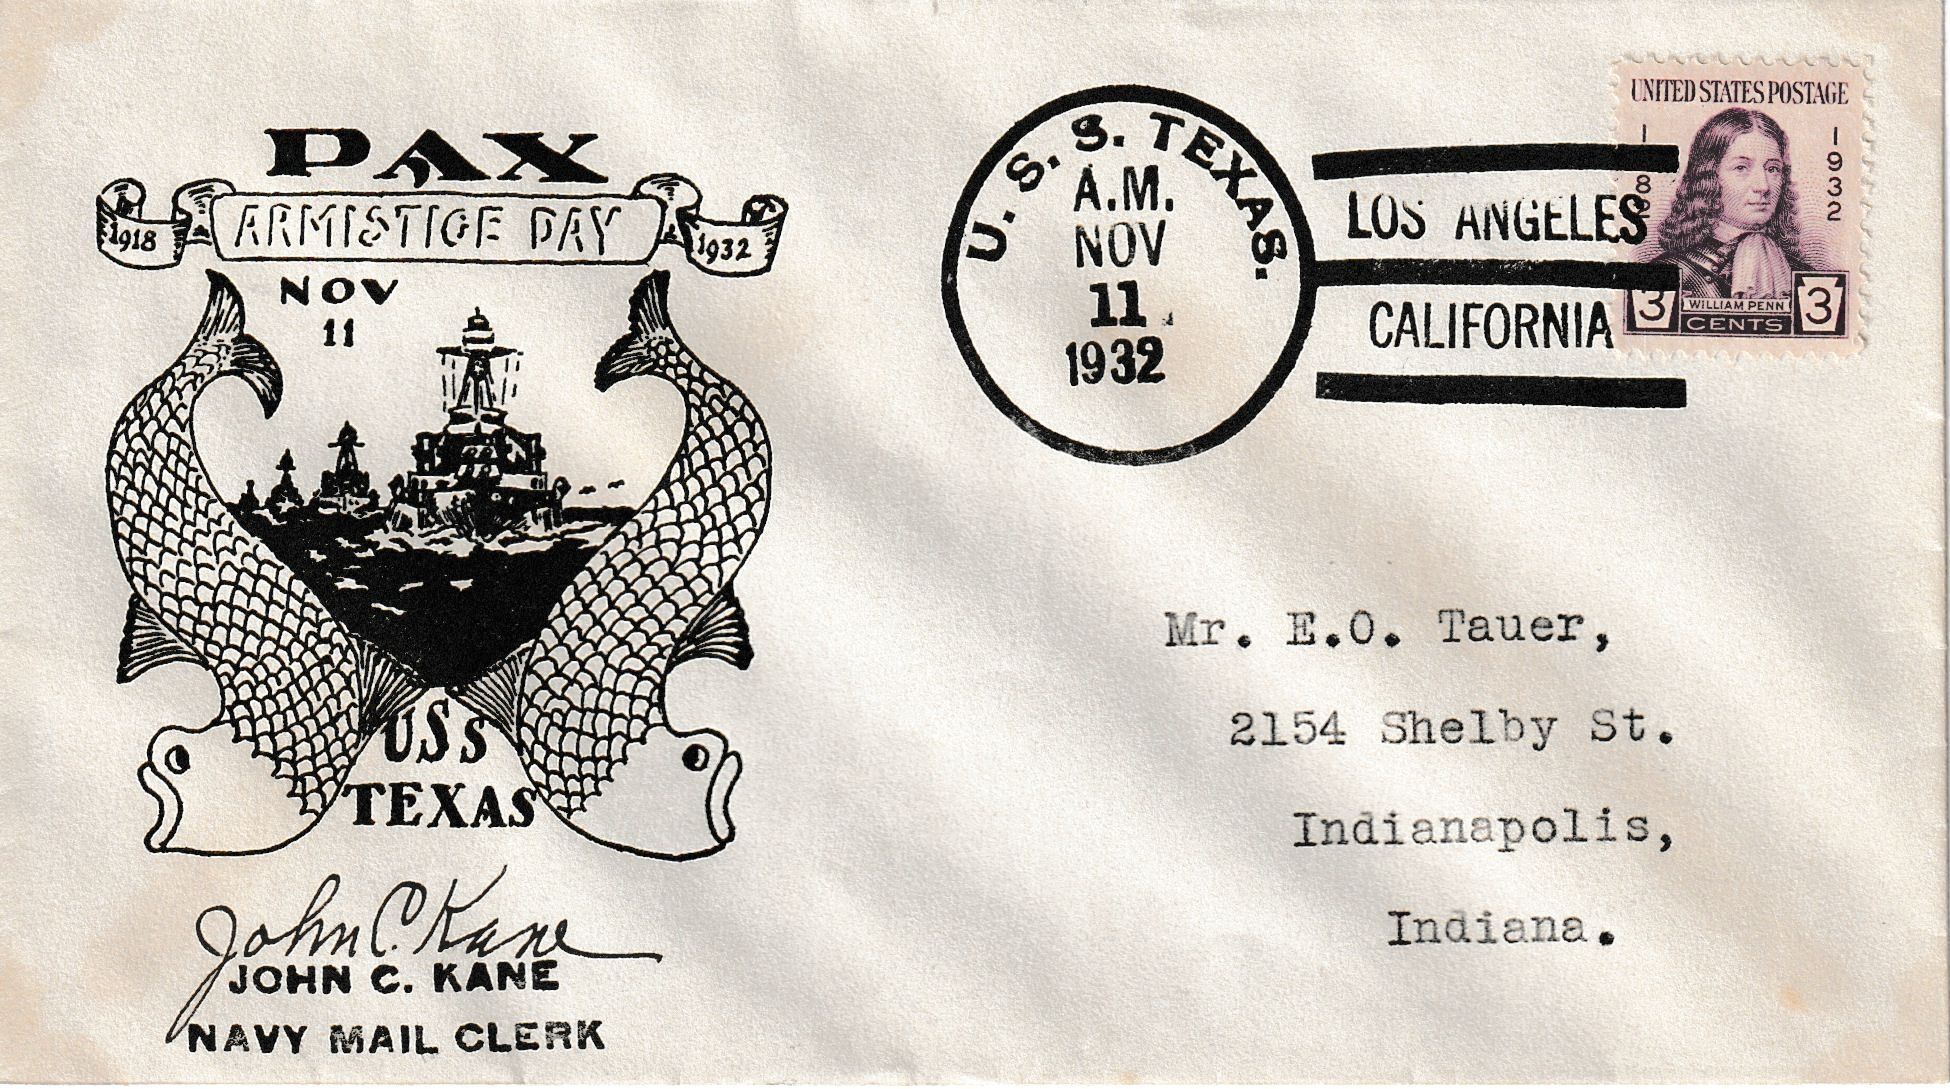 PAX
1918 ARMISTICE DAY 1932
NOV
11
USS
TEXAS
John C. Kane
JOHN C. KANE
NAVY MAIL CLERK
U. S. S. TEXAS.
A.M.
NOV
11
1932
LOS ANGELES
CALIFORNIA
UNITED STATES POSTAGE
1932
WILLIAM PENN
3 CENTS 3
Mr. E.O. Tauer,
2154 Shelby St.
Indianapolis,
Indiana.